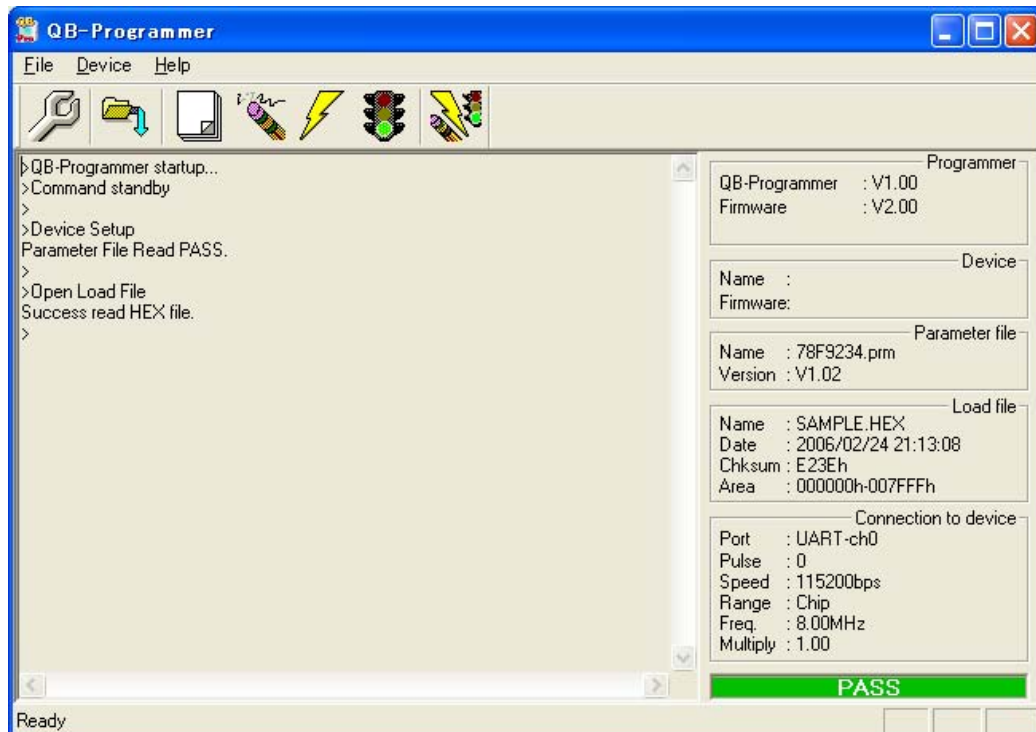 QB-Programmer
File Device Help
>QB-Programmer startup...
>Command standby
>
>Device Setup
Parameter File Read PASS.
>
>Open Load File
Success read HEX file.
>
Programmer
QB-Programmer : V1.00
Firmware : V2.00
Device
Name :
Firmware:
Parameter file
Name : 78F9234.prm
Version : V1.02
Load file
Name : SAMPLE.HEX
Date : 2006/02/24 21:13:08
Chksum : E23Eh
Area : 000000h-007FFFh
Connection to device
Port : UART-ch0
Pulse : 0
Speed : 115200bps
Range : Chip
Freq. : 8.00MHz
Multiply : 1.00
PASS
Ready